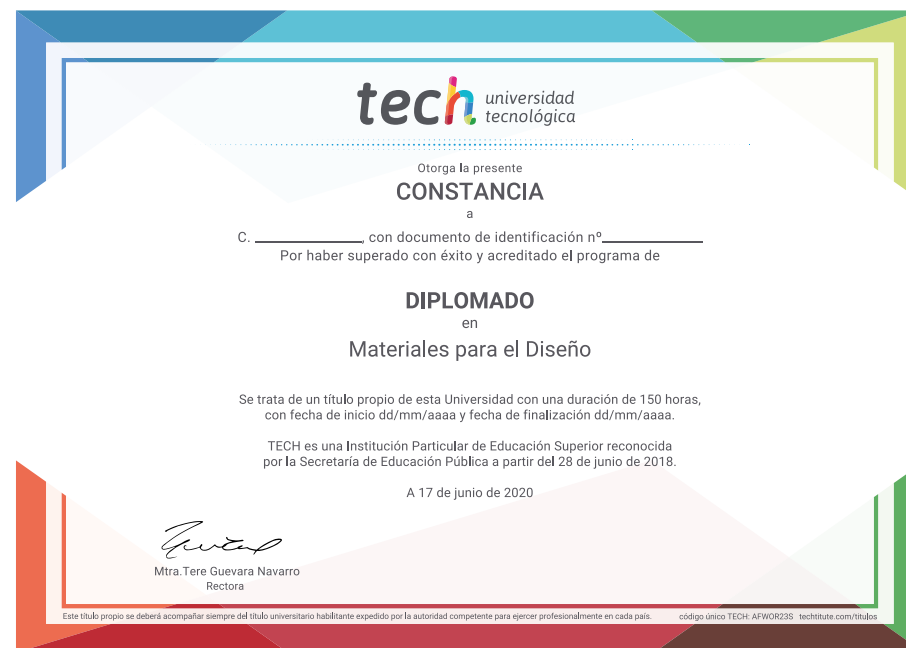 tech universidad
tecnológica
Otorga la presente
CONSTANCIA
a
C. ____________, con documento de identificación nº____________
Por haber superado con éxito y acreditado el programa de
DIPLOMADO
en
Materiales para el Diseño
Se trata de un título propio de esta Universidad con una duración de 150 horas,
con fecha de inicio dd/mm/aaaa y fecha de finalización dd/mm/aaaa.
TECH es una Institución Particular de Educación Superior reconocida
por la Secretaría de Educación Pública a partir del 28 de junio de 2018.
A 17 de junio de 2020
Mtra.Tere Guevara Navarro
Rectora
Este título propio se deberá acompañar siempre del título universitario habilitante expedido por la autoridad competente para ejercer profesionalmente en cada país. código único TECH: AFWOR23S techtitute.com/titulos